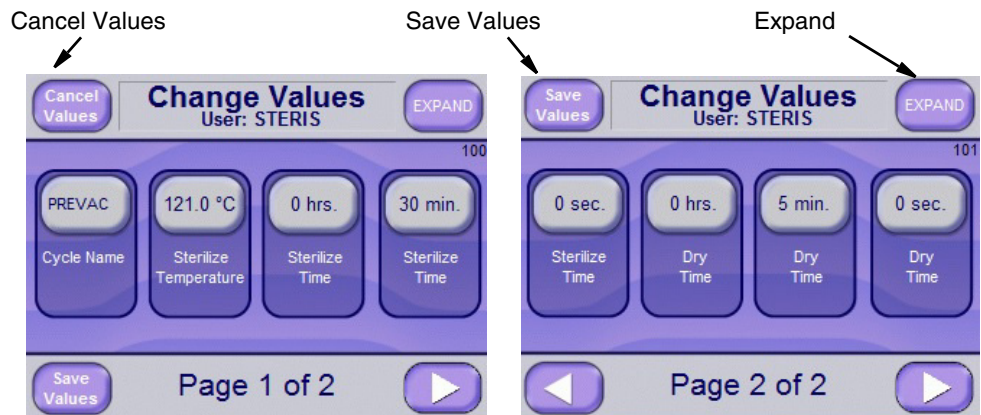 Cancel Values
Save Values
Expand
Cancel
Values
Change Values
User: STERIS
EXPAND
100
PREVAC
121.0 °C
0 hrs.
30 min.
Cycle Name
Sterilize
Temperature
Sterilize
Time
Sterilize
Time
Save
Values
Page 1 of 2
Save
Values
Change Values
User: STERIS
EXPAND
101
0 sec.
0 hrs.
5 min.
0 sec.
Sterilize
Time
Dry
Time
Dry
Time
Dry
Time
Page 2 of 2